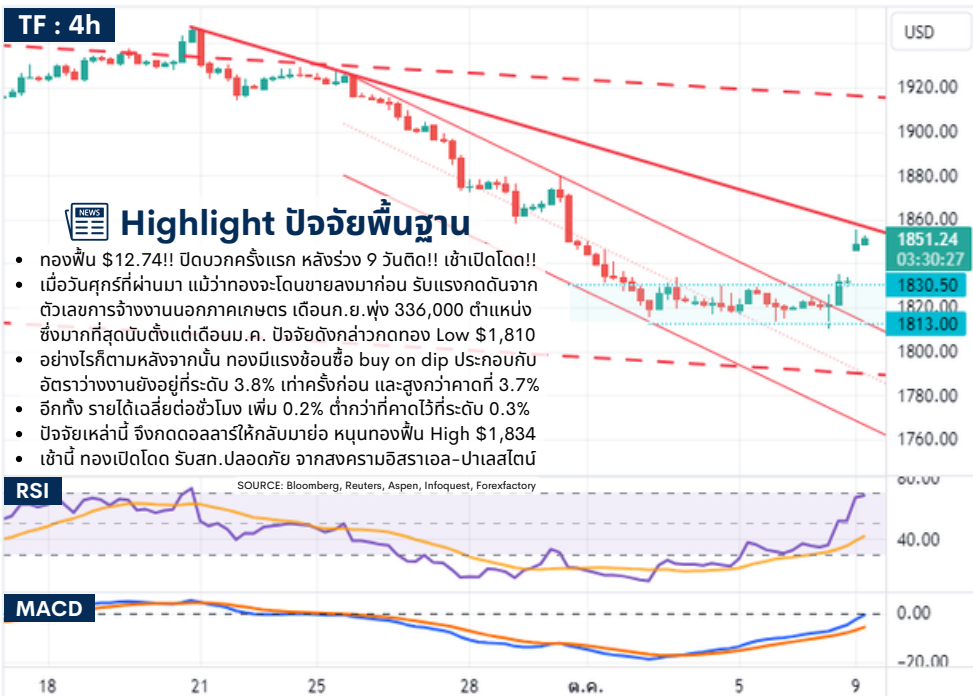 TF : 4h
USD
1920.00
1900.00
1880.00
1860.00
1851.24
03:30:27
1830.50
1820.00
1813.00
1800.00
1780.00
1760.00
NEWS
Highlight ปัจจัยพื้นฐาน
• ทองฟื้น $12.74!! ปิดบวกครั้งแรก หลังร่วง 9 วันติด!! เช้าเปิดโดด!!
• เมื่อวันศุกร์ที่ผ่านมา แม้ว่าทองจะโดนขายลงมาก่อน รับแรงกดดันจาก
ตัวเลขการจ้างงานนอกภาคเกษตร เดือนก.ย.พุ่ง 336,000 ตำแหน่ง
ซึ่งมากที่สุดนับตั้งแต่เดือนม.ค. ปัจจัยดังกล่าวกดทอง Low $1,810
• อย่างไรก็ตามหลังจากนั้น ทองมีแรงช้อนซื้อ buy on dip ประกอบกับ
อัตราว่างงานยังอยู่ที่ระดับ 3.8% เท่าครั้งก่อน และสูงกว่าคาดที่ 3.7%
• อีกทั้ง รายได้เฉลี่ยต่อชั่วโมง เพิ่ม 0.2% ต่ำกว่าที่คาดไว้ที่ระดับ 0.3%
• ปัจจัยเหล่านี้ จึงกดดอลลาร์ให้กลับมาย่อ หนุนทองฟื้น High $1,834
• เช้านี้ ทองเปิดโดด รับสท.ปลอดภัย จากสงครามอิสราเอล-ปาเลสไตน์
SOURCE: Bloomberg, Reuters, Aspen, Infoquest, Forexfactory
RSI
80.00
40.00
MACD
0.00
-20.00
18 21 25 28 ต.ค. 5 9